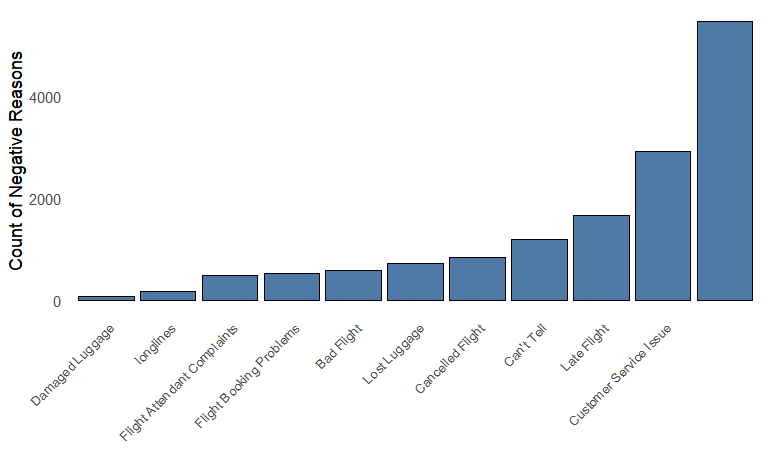 Count of Negative Reasons
4000
2000
0
Damaged Luggage
longlines
Flight Attendant Complaints
Flight Booking Problems
Bad Flight
Lost Luggage
Cancelled Flight
Can't Tell
Late Flight
Customer Service Issue